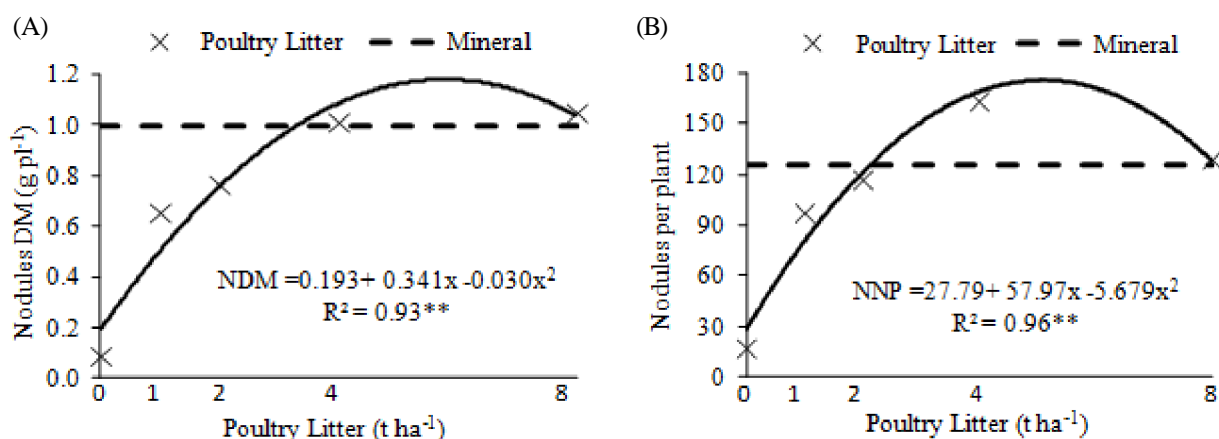 (A)
Poultry Litter Mineral
Nodules DM (g pl⁻¹)
1.2
1.0
0.8
0.6
0.4
0.2
0.0
NDM =0.193+ 0.341x -0.030x²
R² = 0.93**
0 1 2 4 8
Poultry Litter (t ha⁻¹)
(B)
Poultry Litter Mineral
Nodules per plant
180
150
120
90
60
30
0
NNP =27.79+ 57.97x -5.679x²
R² = 0.96**
0 1 2 4 8
Poultry Litter (t ha⁻¹)